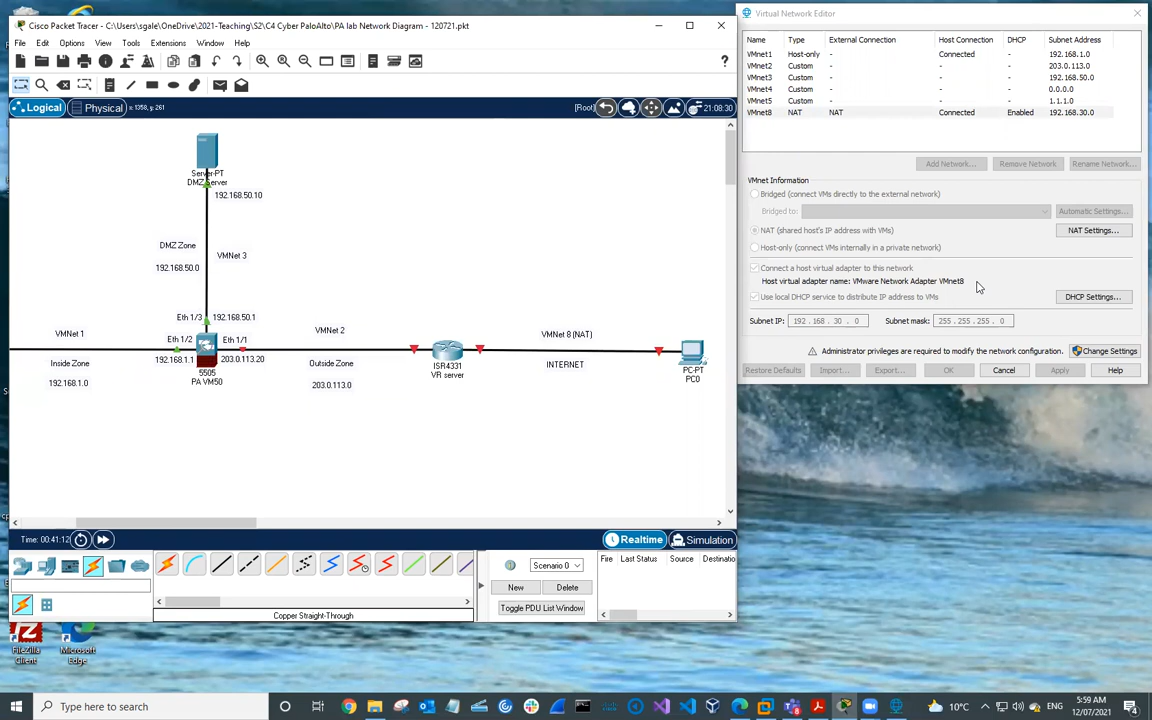 Cisco Packet Tracer - C:\Users\sgale\OneDrive\2021-Teaching\S2\C4 Cyber PaloAlto\PA lab Network Diagram - 120721.pkt
File Edit Options View Tools Extensions Window Help
?
Logical
Physical
x: 1358, y: 261
[Root]
21:08:30
Server-PT
DMZ Server
192.168.50.10
DMZ Zone
VMNet 3
192.168.50.0
Eth 1/3
192.168.50.1
VMNet 1
Eth 1/2
Eth 1/1
VMNet 2
VMNet 8 (NAT)
Inside Zone
192.168.1.1
203.0.113.20
Outside Zone
ISR4331
VR server
INTERNET
PC-PT
PC0
192.168.1.0
5505
PA VM50
203.0.113.0
Time: 00:41:12
Realtime
Simulation
Scenario 0
New
Delete
Toggle PDU List Window
Fire Last Status Source Destination
Copper Straight-Through
Virtual Network Editor
Name Type External Connection Host Connection DHCP Subnet Address
VMnet1 Host-only - Connected - 192.168.1.0
VMnet2 Custom - - - 203.0.113.0
VMnet3 Custom - - - 192.168.50.0
VMnet4 Custom - - - 0.0.0.0
VMnet5 Custom - - - 1.1.1.0
VMnet8 NAT NAT Connected Enabled 192.168.30.0
Add Network... Remove Network Rename Network...
VMnet Information
Bridged (connect VMs directly to the external network)
Bridged to: Automatic Settings...
NAT (shared host's IP address with VMs) NAT Settings...
Host-only (connect VMs internally in a private network)
Connect a host virtual adapter to this network
Host virtual adapter name: VMware Network Adapter VMnet8
Use local DHCP service to distribute IP address to VMs DHCP Settings...
Subnet IP: 192 . 168 . 30 . 0 Subnet mask: 255 . 255 . 255 . 0
Administrator privileges are required to modify the network configuration. Change Settings
Restore Defaults Import... Export... OK Cancel Apply Help
FileZilla
Client
Microsoft
Edge
Type here to search
10°C
5:59 AM
12/07/2021